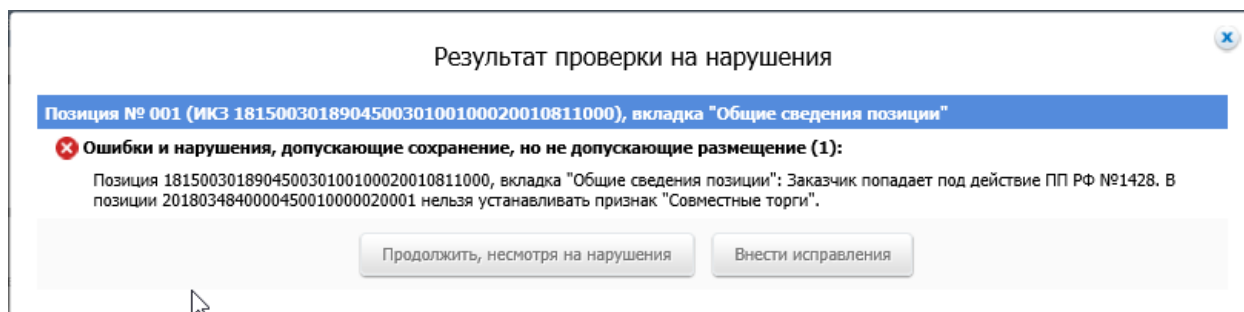 Результат проверки на нарушения
Позиция № 001 (ИКЗ 181500301890450030100100020010811000), вкладка "Общие сведения позиции"
Ошибки и нарушения, допускающие сохранение, но не допускающие размещение (1):
Позиция 181500301890450030100100020010811000, вкладка "Общие сведения позиции": Заказчик попадает под действие ПП РФ №1428. В
позиции 2018034840000450010000020001 нельзя устанавливать признак "Совместные торги".
Продолжить, несмотря на нарушения
Внести исправления